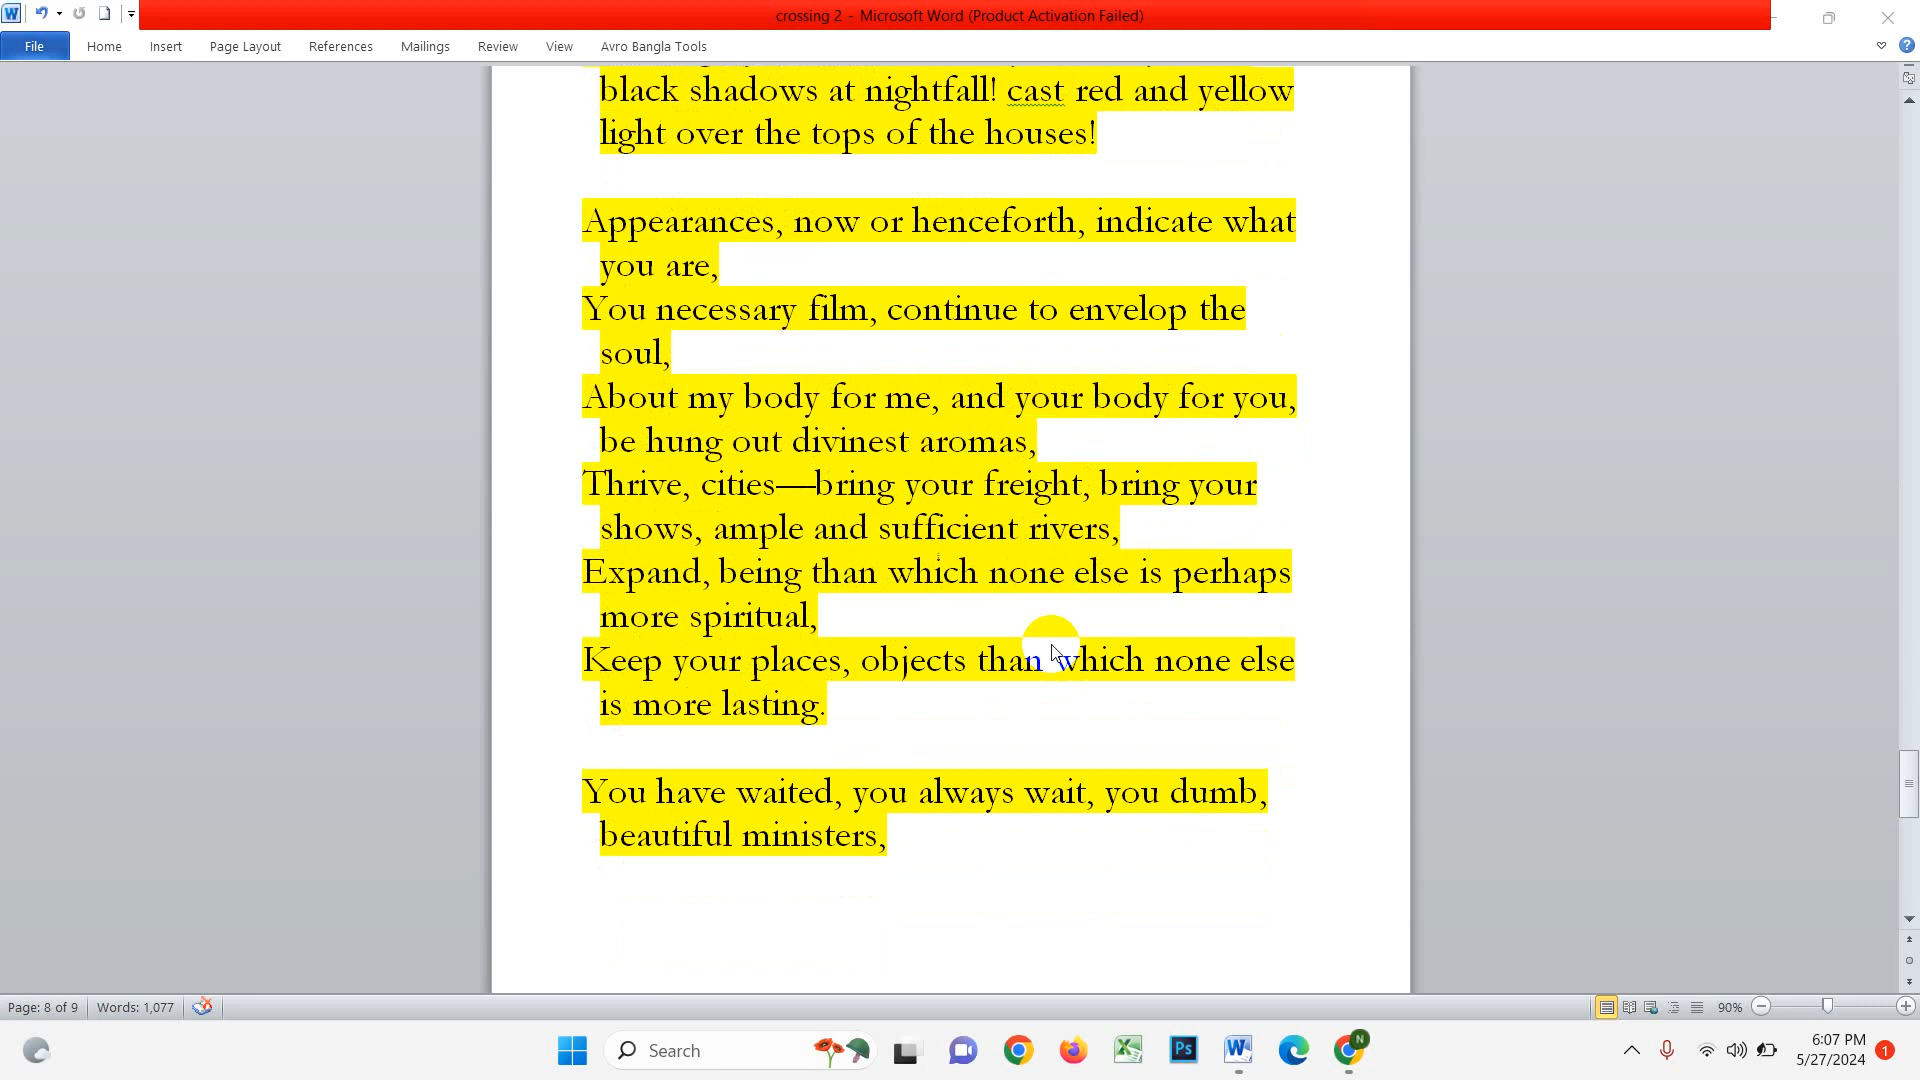 crossing 2 - Microsoft Word (Product Activation Failed)
File Home Insert Page Layout References Mailings Review View Avro Bangla Tools
black shadows at nightfall! cast red and yellow
light over the tops of the houses!
Appearances, now or henceforth, indicate what
you are,
You necessary film, continue to envelop the
soul,
About my body for me, and your body for you,
be hung out divinest aromas,
Thrive, cities—bring your freight, bring your
shows, ample and sufficient rivers,
Expand, being than which none else is perhaps
more spiritual,
Keep your places, objects than which none else
is more lasting.
You have waited, you always wait, you dumb,
beautiful ministers,
Page: 8 of 9 Words: 1,077 90%
Search
6:07 PM
5/27/2024 1